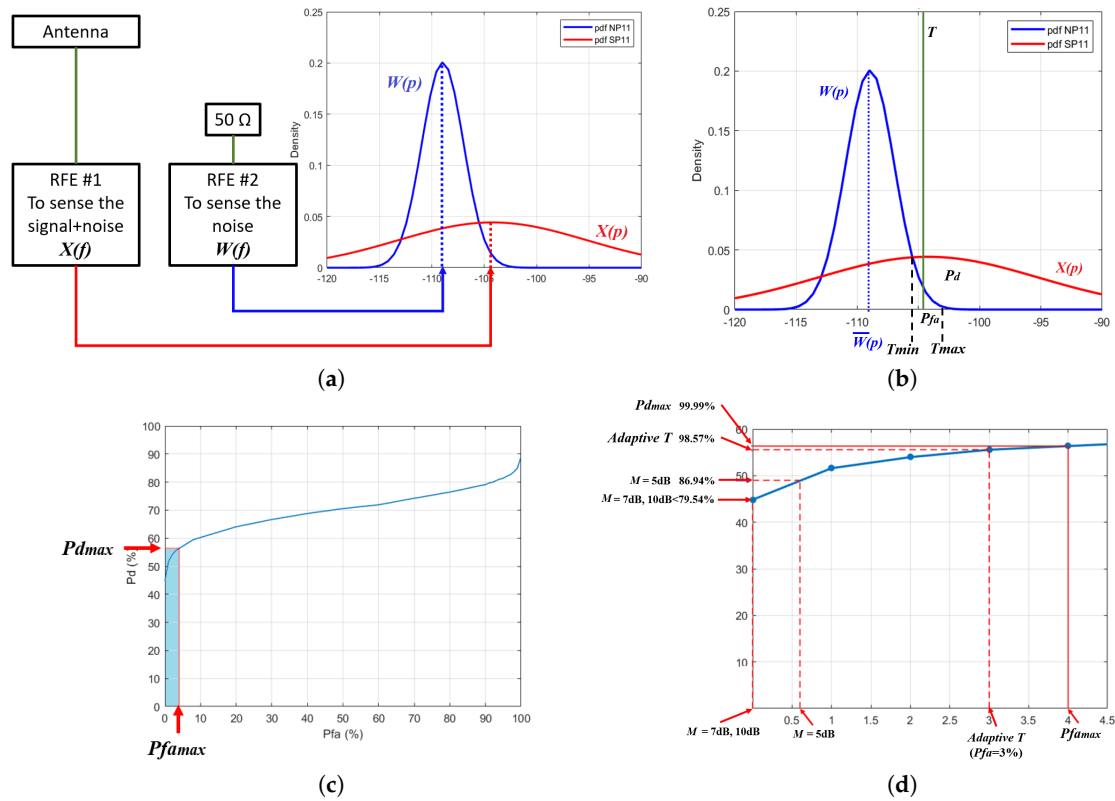 Antenna
50 Ω
RFE #1
To sense the
signal+noise
X(f)
RFE #2
To sense the
noise
W(f)
0.25
0.2
0.15
0.1
0.05
0
Density
-120
-115
-110
-105
-100
-95
-90
pdf NP11
pdf SP11
W(p)
X(p)
(a)
0.25
0.2
0.15
0.1
0.05
0
Density
-120
-115
-110
-100
-95
-90
pdf NP11
pdf SP11
T
W(p)
X(p)
Pd
Pfa
W(p)
Tmin
Tmax
(b)
100
90
80
70
60
50
40
30
20
10
0
Pd (%)
Pdmax
0
10
20
30
40
50
60
70
80
90
100
Pfa (%)
Pfamax
(c)
Pdmax 99.99%
Adaptive T 98.57%
M = 5dB 86.94%
M = 7dB, 10dB<79.54%
60
50
40
30
20
10
0.5
1
1.5
2
2.5
3
3.5
4
4.5
M = 7dB, 10dB
M = 5dB
Adaptive T
(Pfa=3%)
Pfamax
(d)